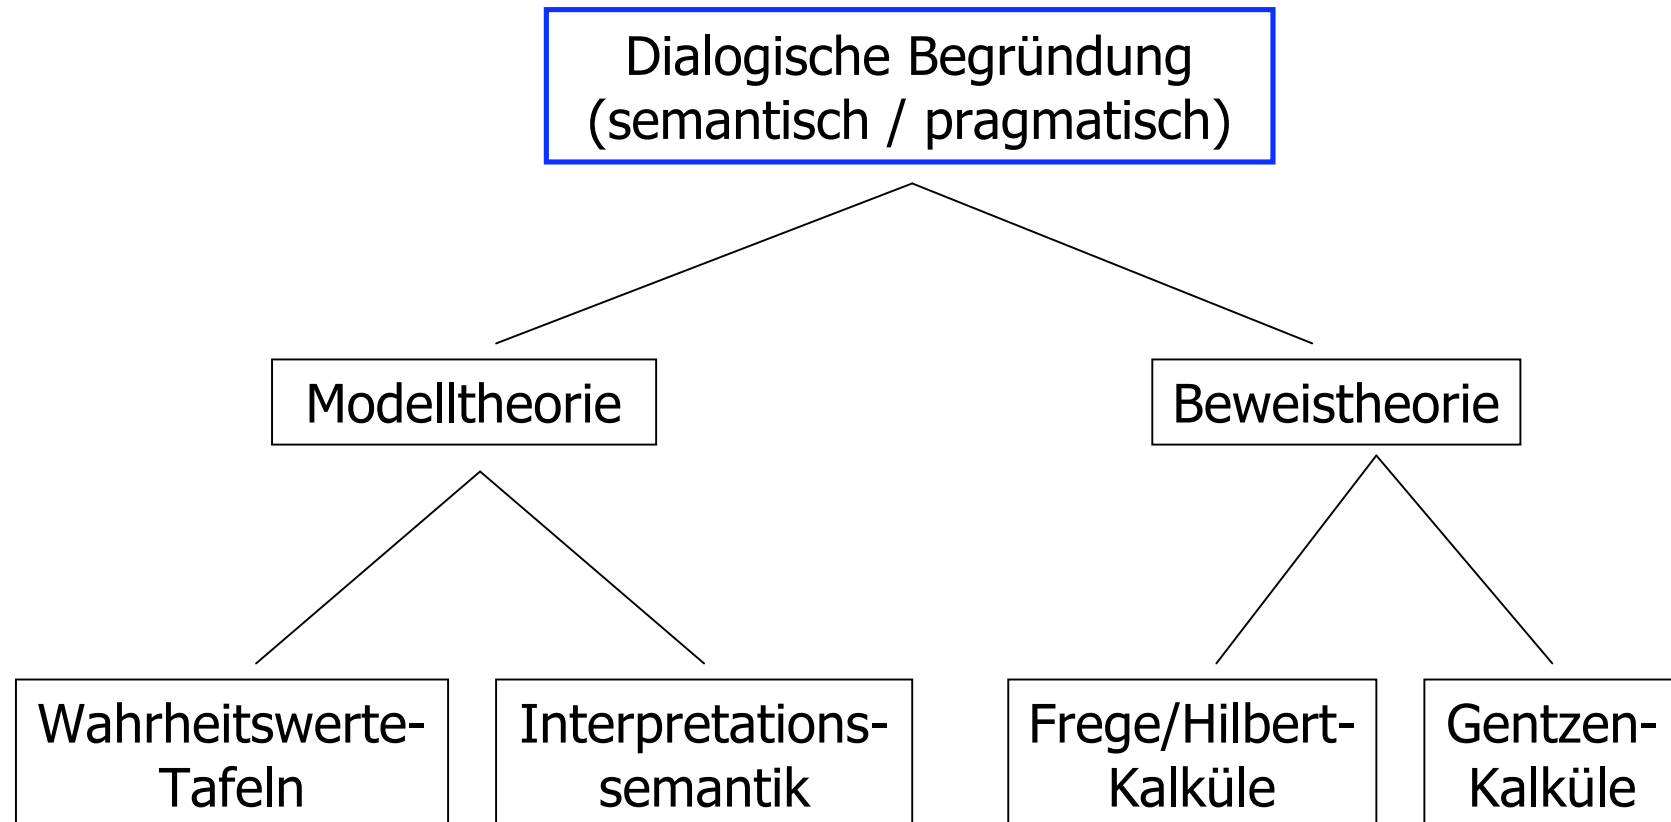 Dialogische Begründung
(semantisch / pragmatisch)
Modelltheorie
Beweistheorie
Wahrheitswerte-
Tafeln
Interpretations-
semantik
Frege/Hilbert-
Kalküle
Gentzen-
Kalküle